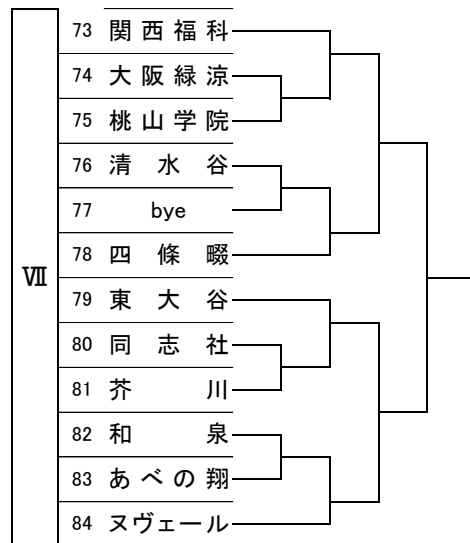 Ⅶ
73 関西福科
74 大阪緑涼
75 桃山学院
76 清水谷
77 bye
78 四條畷
79 東大谷
80 同志社
81 芥川
82 和泉
83 あべの翔
84 ヌヴェール